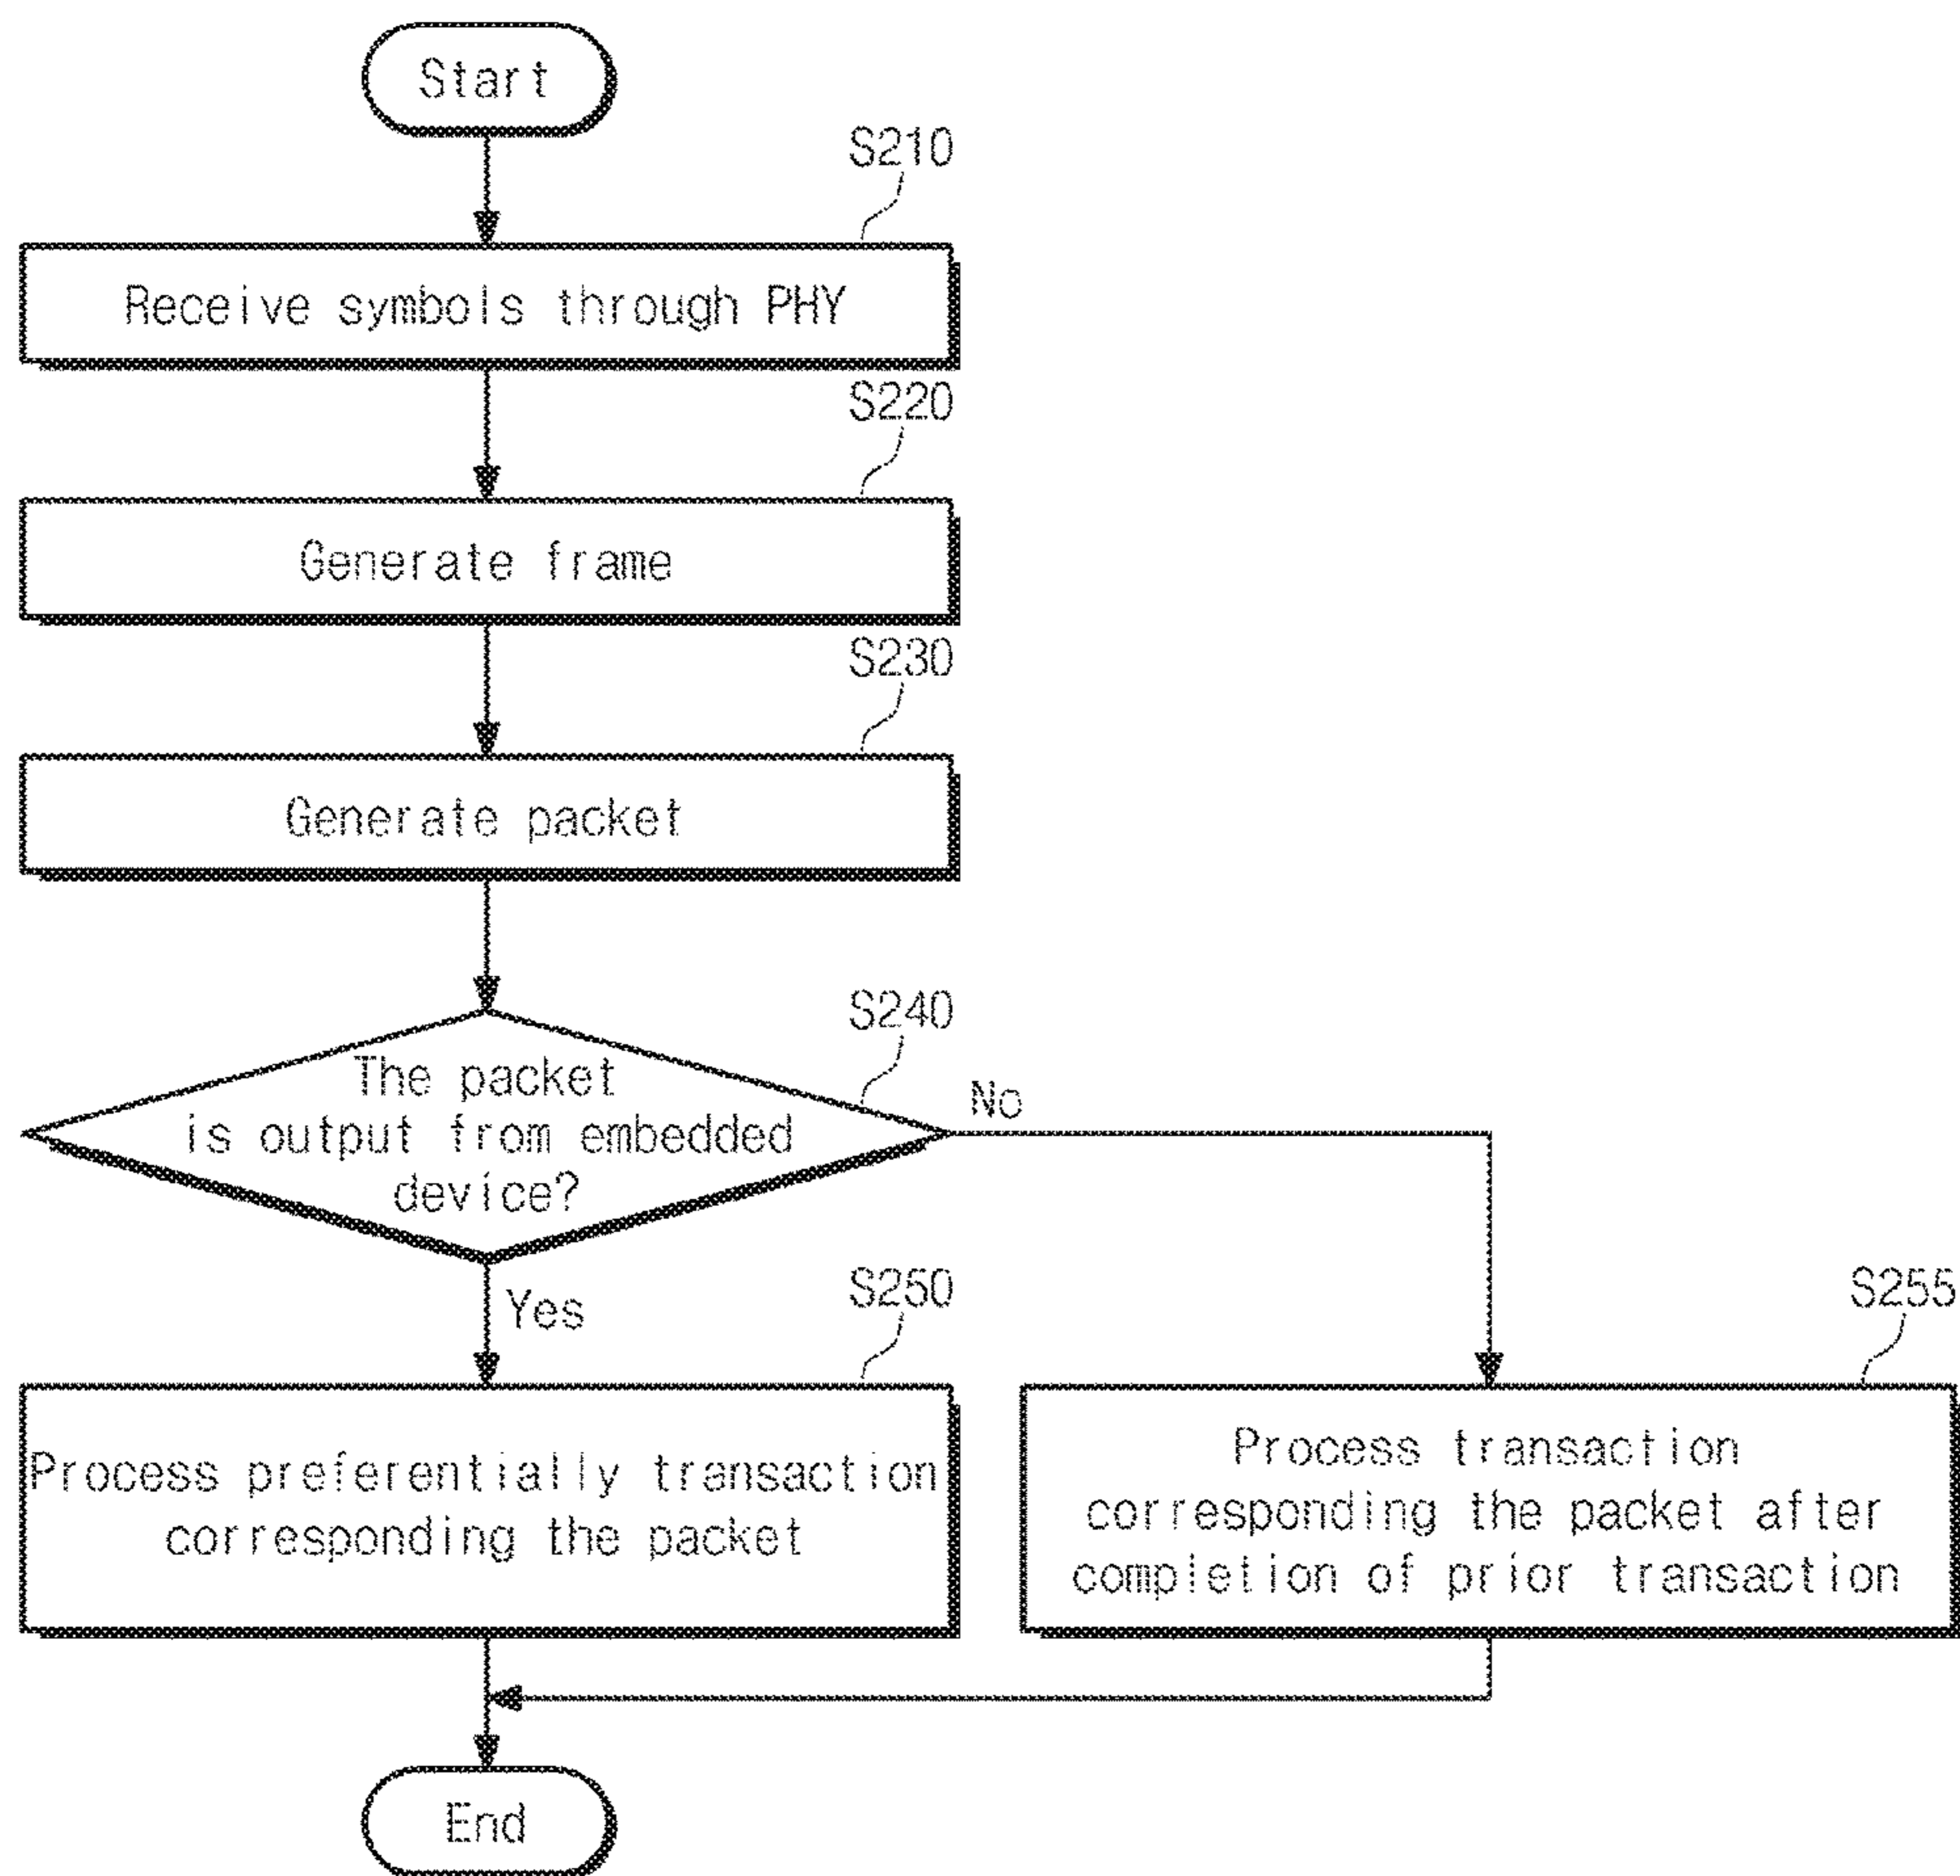 Start
S210
Receive symbols through PHY
S220
Generate frame
S230
Generate packet
S240
The packet
is output from embedded
device?
No
Yes
S250
Process preferentially transaction
corresponding the packet
S255
Process transaction
corresponding the packet after
completion of prior transaction
End